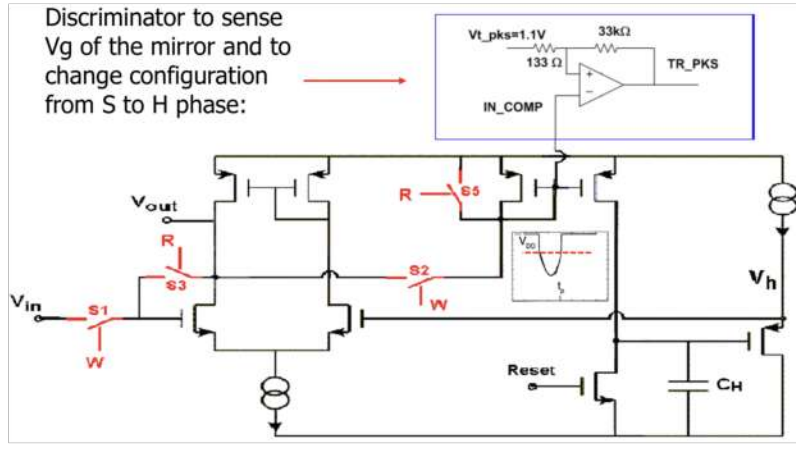 Discriminator to sense
Vg of the mirror and to
change configuration
from S to H phase:
Vt_pks=1.1V
33kΩ
133 Ω
TR_PKS
+
−
IN_COMP
R
S5
Vout
R
S3
S2
W
VDD
tp
Vh
Vin
S1
W
Reset
CH